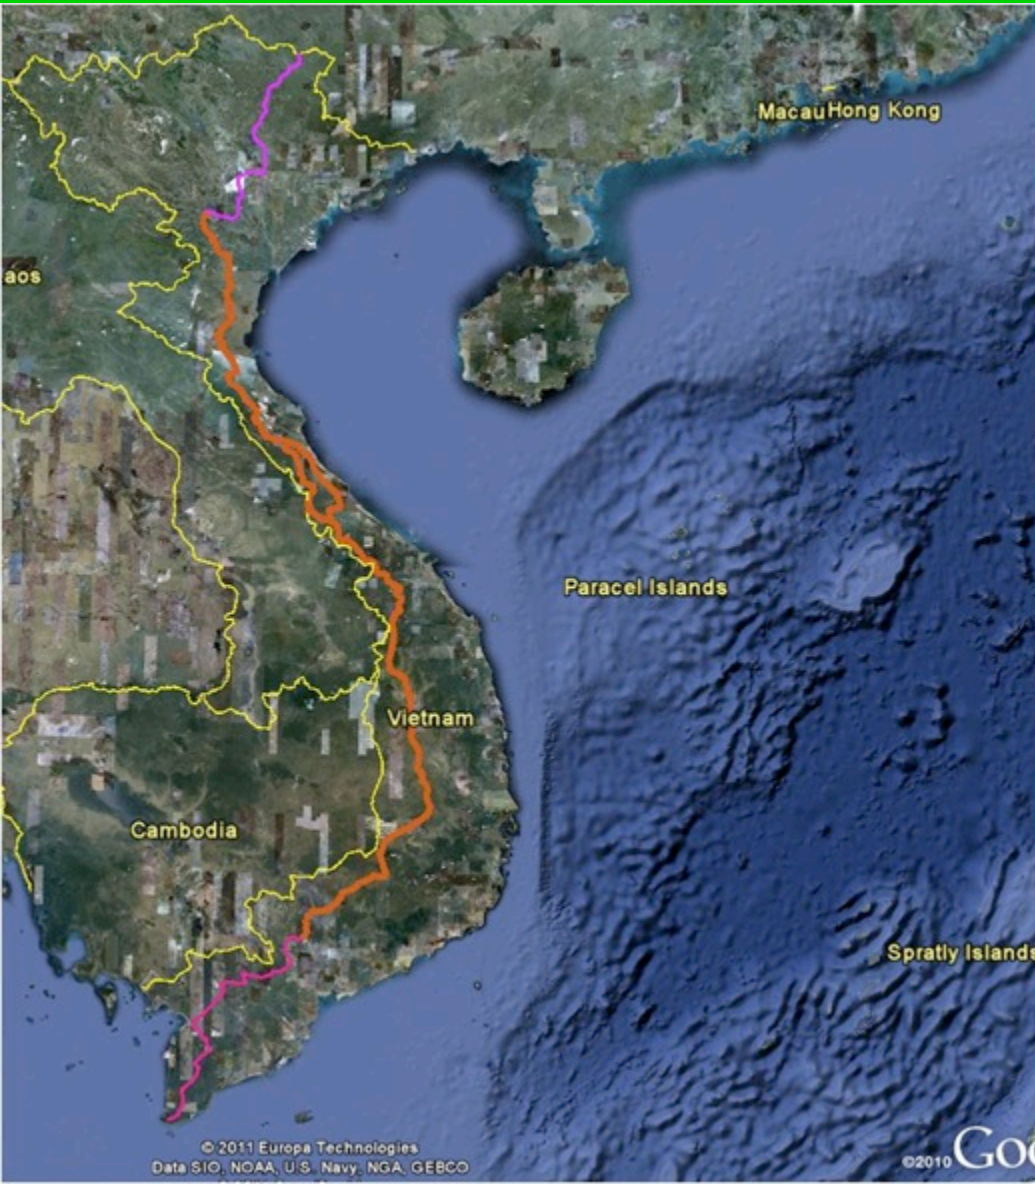 Macau Hong Kong
aos
Paracel Islands
Vietnam
Cambodia
Spratly Islands
© 2011 Europa Technologies
Data SIO, NOAA, U.S. Navy, NGA, GEBCO
©2010 Goo